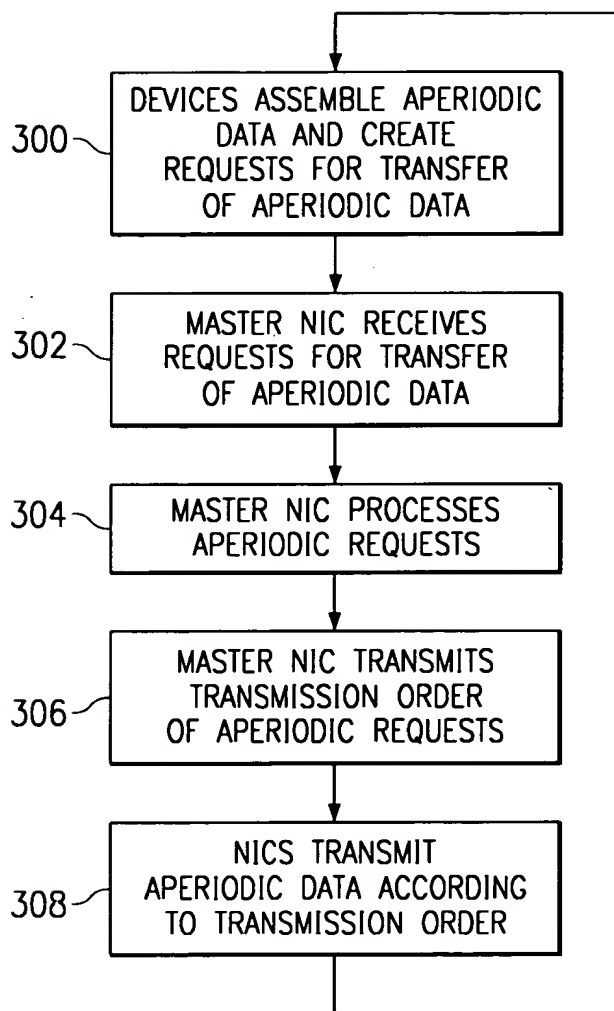 300
DEVICES ASSEMBLE APERIODIC
DATA AND CREATE
REQUESTS FOR TRANSFER
OF APERIODIC DATA
302
MASTER NIC RECEIVES
REQUESTS FOR TRANSFER
OF APERIODIC DATA
304
MASTER NIC PROCESSES
APERIODIC REQUESTS
306
MASTER NIC TRANSMITS
TRANSMISSION ORDER
OF APERIODIC REQUESTS
308
NICS TRANSMIT
APERIODIC DATA ACCORDING
TO TRANSMISSION ORDER